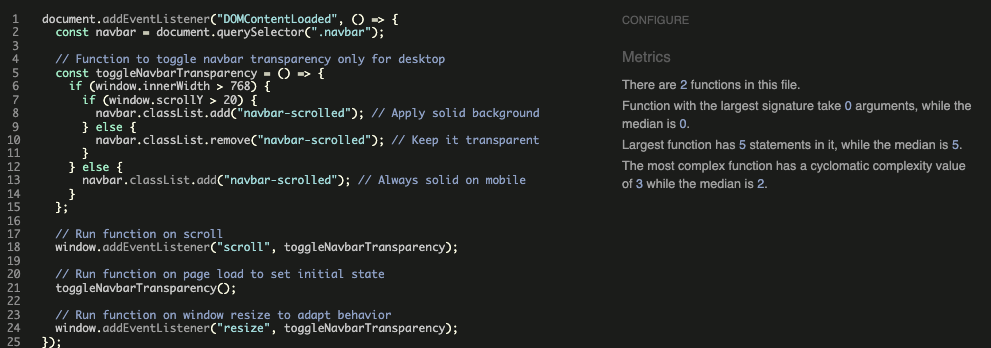 1 document.addEventListener("DOMContentLoaded", () => {
2 const navbar = document.querySelector(".navbar");
3
4 // Function to toggle navbar transparency only for desktop
5 const toggleNavbarTransparency = () => {
6 if (window.innerWidth > 768) {
7 if (window.scrollY > 20) {
8 navbar.classList.add("navbar-scrolled"); // Apply solid background
9 } else {
10 navbar.classList.remove("navbar-scrolled"); // Keep it transparent
11 }
12 } else {
13 navbar.classList.add("navbar-scrolled"); // Always solid on mobile
14 }
15 };
16
17 // Run function on scroll
18 window.addEventListener("scroll", toggleNavbarTransparency);
19
20 // Run function on page load to set initial state
21 toggleNavbarTransparency();
22
23 // Run function on window resize to adapt behavior
24 window.addEventListener("resize", toggleNavbarTransparency);
25 });
CONFIGURE
Metrics
There are 2 functions in this file.
Function with the largest signature take 0 arguments, while the
median is 0.
Largest function has 5 statements in it, while the median is 5.
The most complex function has a cyclomatic complexity value
of 3 while the median is 2.